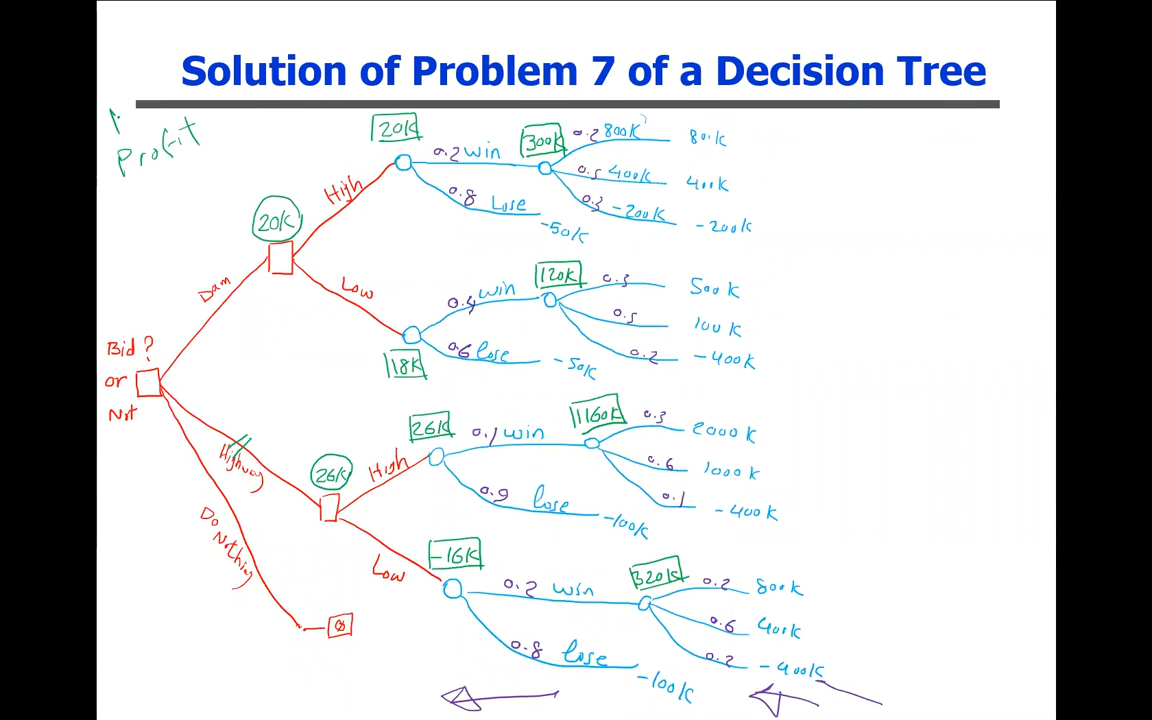 Solution of Problem 7 of a Decision Tree
Profit
20K
0.2 win
300K
0.2 800K
800K
0.5 400K
400K
0.3 -200K
-200K
High
0.8 Lose
-50K
20K
Dam
Low
120K
0.4 win
0.3
500K
0.5
100K
0.2
-400K
0.6 lose
-50K
18K
Bid?
or
Not
26K
0.1 win
1160K
0.3
2000K
0.6
1000K
0.1
-400K
Highway
26K
High
0.9 lose
-100K
Do
Nothing
Low
-16K
0.2 win
320K
0.2
800K
0.6
400K
0.2
-400K
0.8 lose
-100K